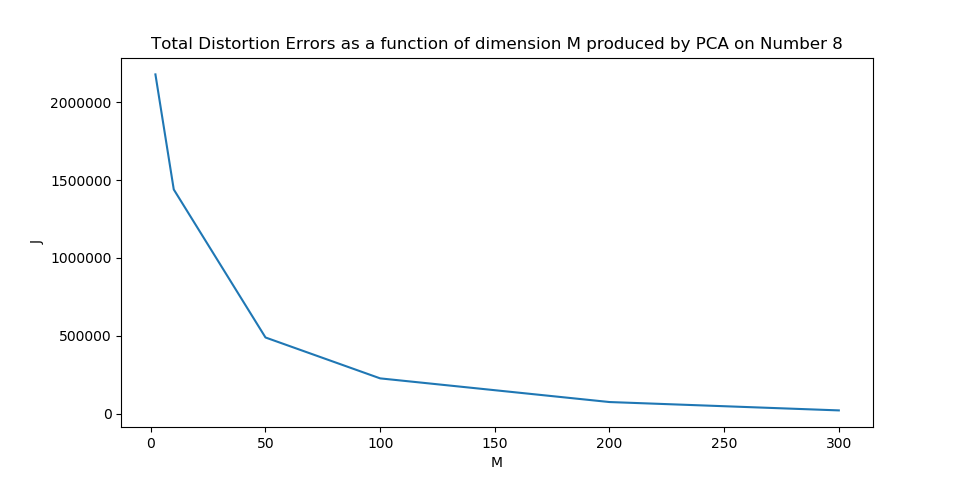 Total Distortion Errors as a function of dimension M produced by PCA on Number 8
2000000
1500000
1000000
500000
0
J
0 50 100 150 200 250 300
M